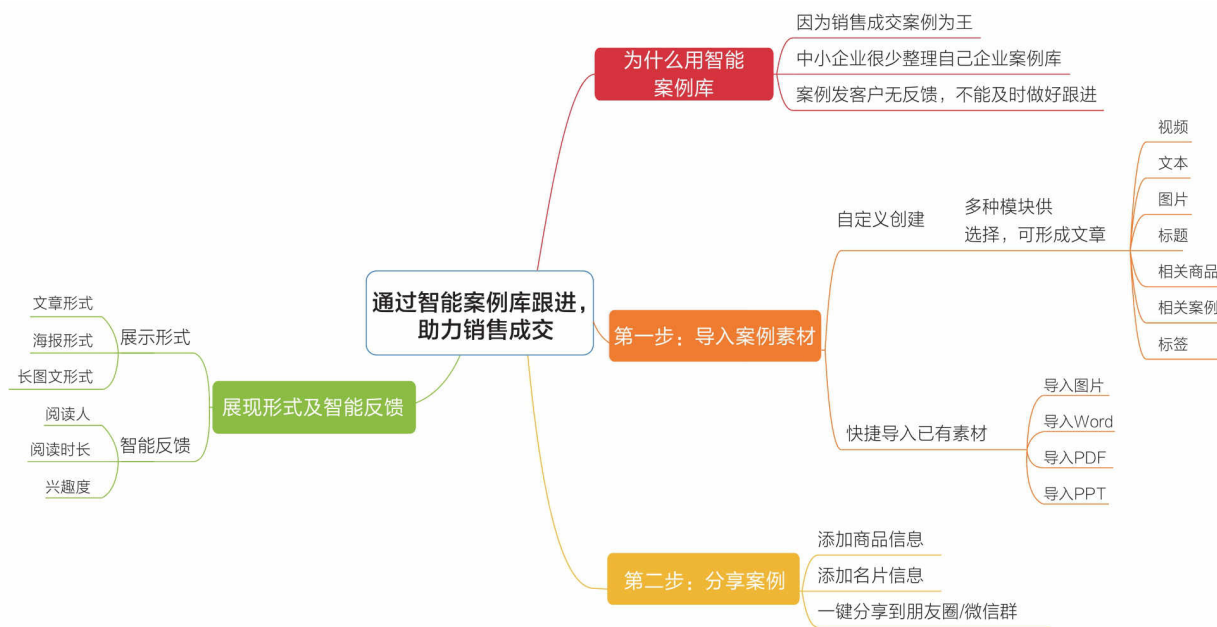 通过智能案例库跟进，
助力销售成交
为什么用智能
案例库
因为销售成交案例为王
中小企业很少整理自己企业案例库
案例发客户无反馈，不能及时做好跟进
第一步：导入案例素材
自定义创建
多种模块供
选择，可形成文章
视频
文本
图片
标题
相关商品
相关案例
标签
快捷导入已有素材
导入图片
导入Word
导入PDF
导入PPT
第二步：分享案例
添加商品信息
添加名片信息
一键分享到朋友圈/微信群
展现形式及智能反馈
展示形式
文章形式
海报形式
长图文形式
智能反馈
阅读人
阅读时长
兴趣度